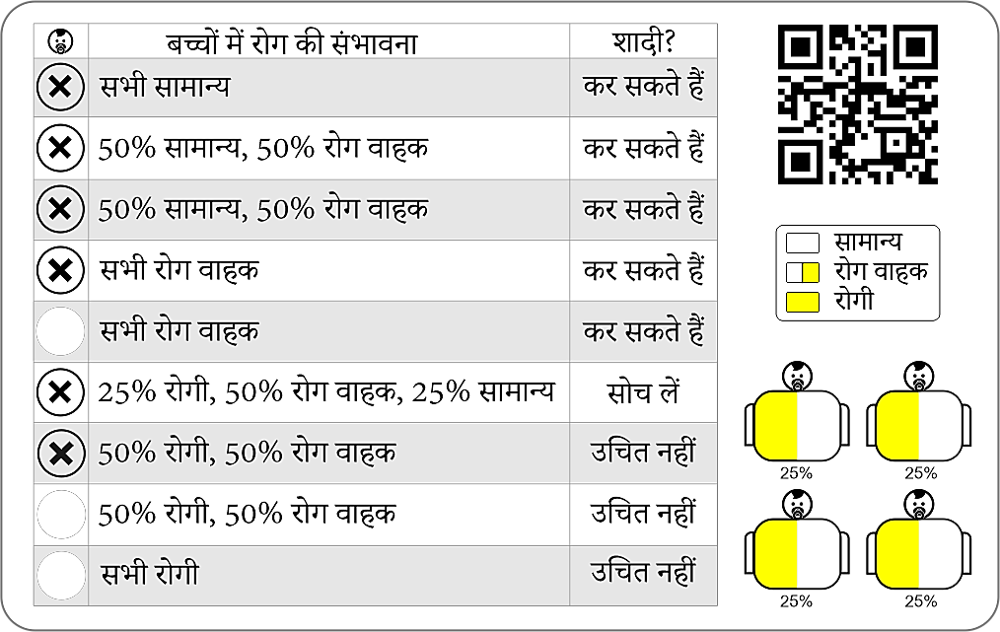 बच्चों में रोग की संभावना शादी?
सभी सामान्य कर सकते हैं
50% सामान्य, 50% रोग वाहक कर सकते हैं
50% सामान्य, 50% रोग वाहक कर सकते हैं
सभी रोग वाहक कर सकते हैं
सभी रोग वाहक कर सकते हैं
25% रोगी, 50% रोग वाहक, 25% सामान्य सोच लें
50% रोगी, 50% रोग वाहक उचित नहीं
50% रोगी, 50% रोग वाहक उचित नहीं
सभी रोगी उचित नहीं
सामान्य
रोग वाहक
रोगी
25% 25%
25% 25%